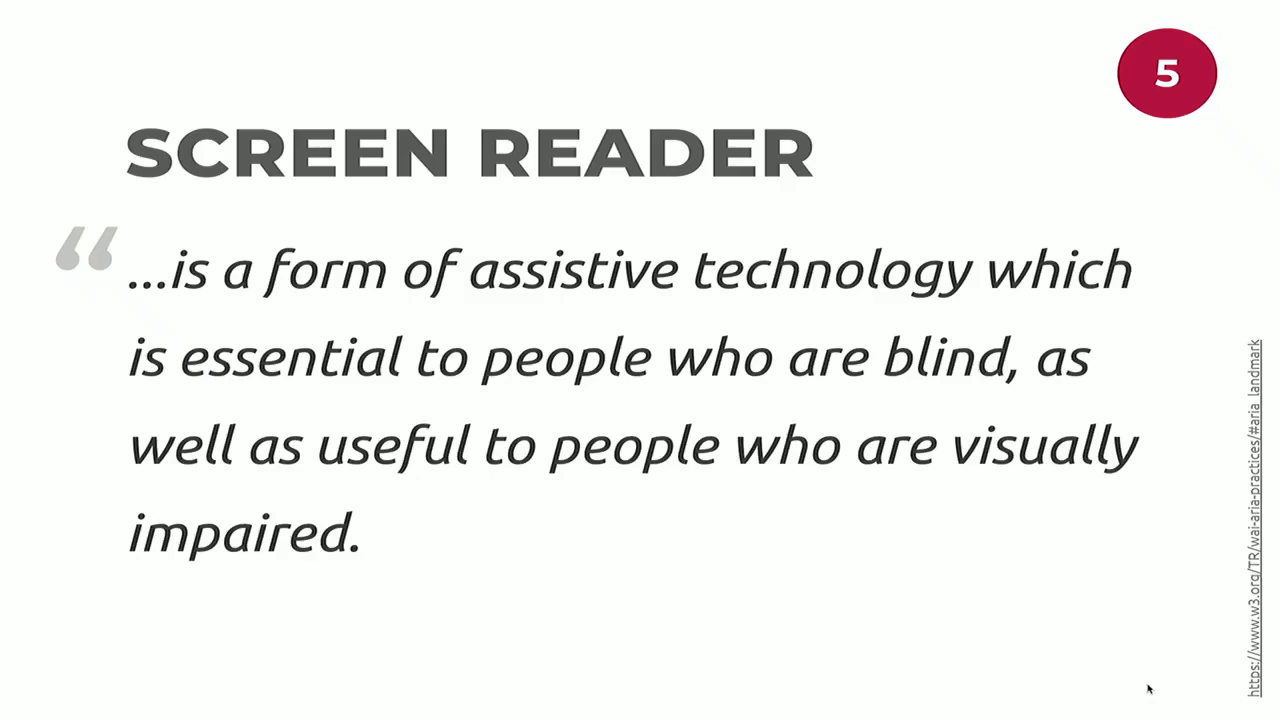 5
SCREEN READER
“ ...is a form of assistive technology which
is essential to people who are blind, as
well as useful to people who are visually
impaired.
https://www.w3.org/TR/wai-aria-practices/#aria_landmark